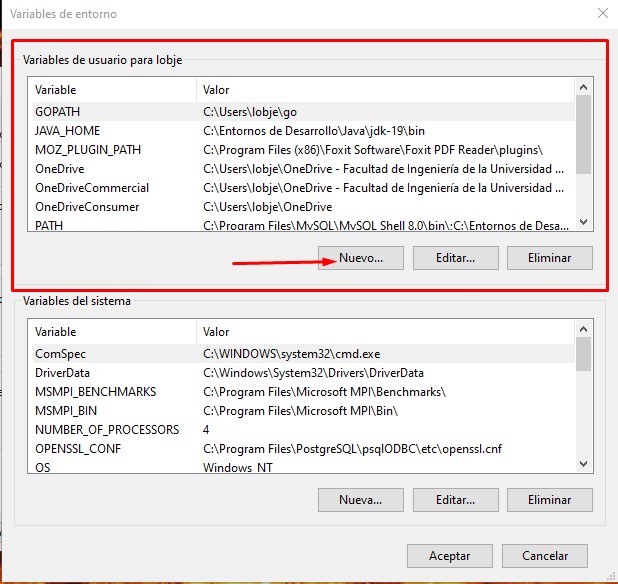 Variables de entorno
Variables de usuario para lobje
Variable Valor
GOPATH C:\Users\lobje\go
JAVA_HOME C:\Entornos de Desarrollo\Java\jdk-19\bin
MOZ_PLUGIN_PATH C:\Program Files (x86)\Foxit Software\Foxit PDF Reader\plugins\
OneDrive C:\Users\lobje\OneDrive - Facultad de Ingeniería de la Universidad ...
OneDriveCommercial C:\Users\lobje\OneDrive - Facultad de Ingeniería de la Universidad ...
OneDriveConsumer C:\Users\lobje\OneDrive
PATH C:\Program Files\MySQL\MySQL Shell 8.0\bin\;C:\Entornos de Desa...
Nuevo... Editar... Eliminar
Variables del sistema
Variable Valor
ComSpec C:\WINDOWS\system32\cmd.exe
DriverData C:\Windows\System32\Drivers\DriverData
MSMPI_BENCHMARKS C:\Program Files\Microsoft MPI\Benchmarks\
MSMPI_BIN C:\Program Files\Microsoft MPI\Bin\
NUMBER_OF_PROCESSORS 4
OPENSSL_CONF C:\Program Files\PostgreSQL\psqlODBC\etc\openssl.cnf
OS Windows_NT
Nueva... Editar... Eliminar
Aceptar Cancelar